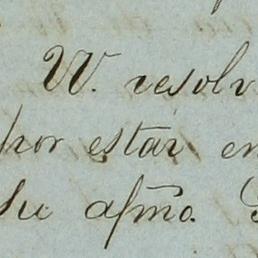 W. resolv
por estar en
Su afmo.